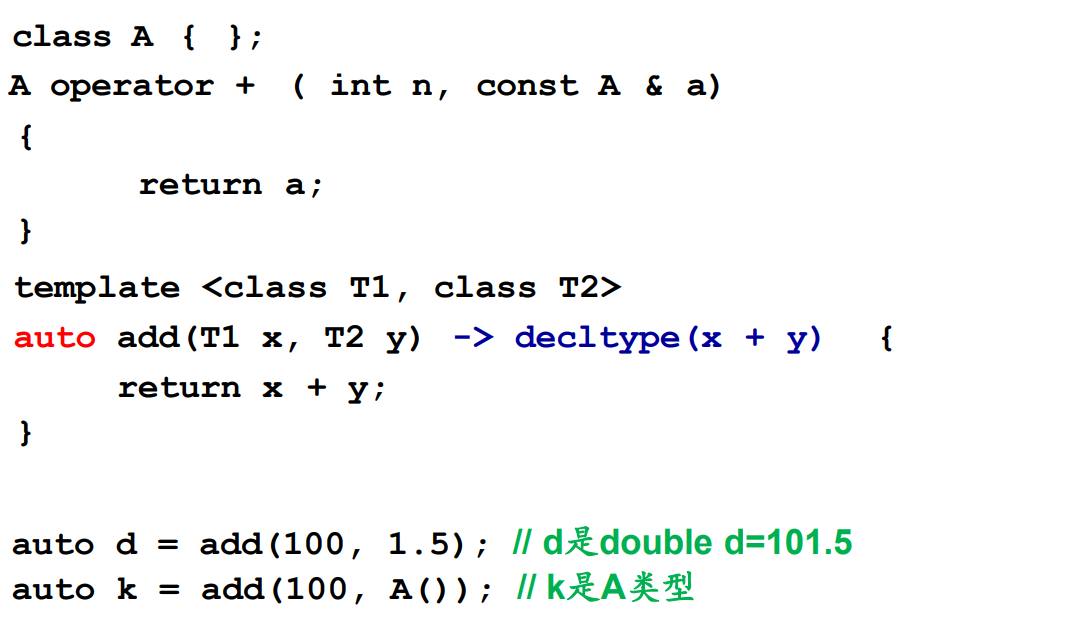 class A { };
A operator + ( int n, const A & a)
{
return a;
}
template <class T1, class T2>
auto add(T1 x, T2 y) -> decltype(x + y) {
return x + y;
}
auto d = add(100, 1.5); // d是double d=101.5
auto k = add(100, A()); // k是A类型